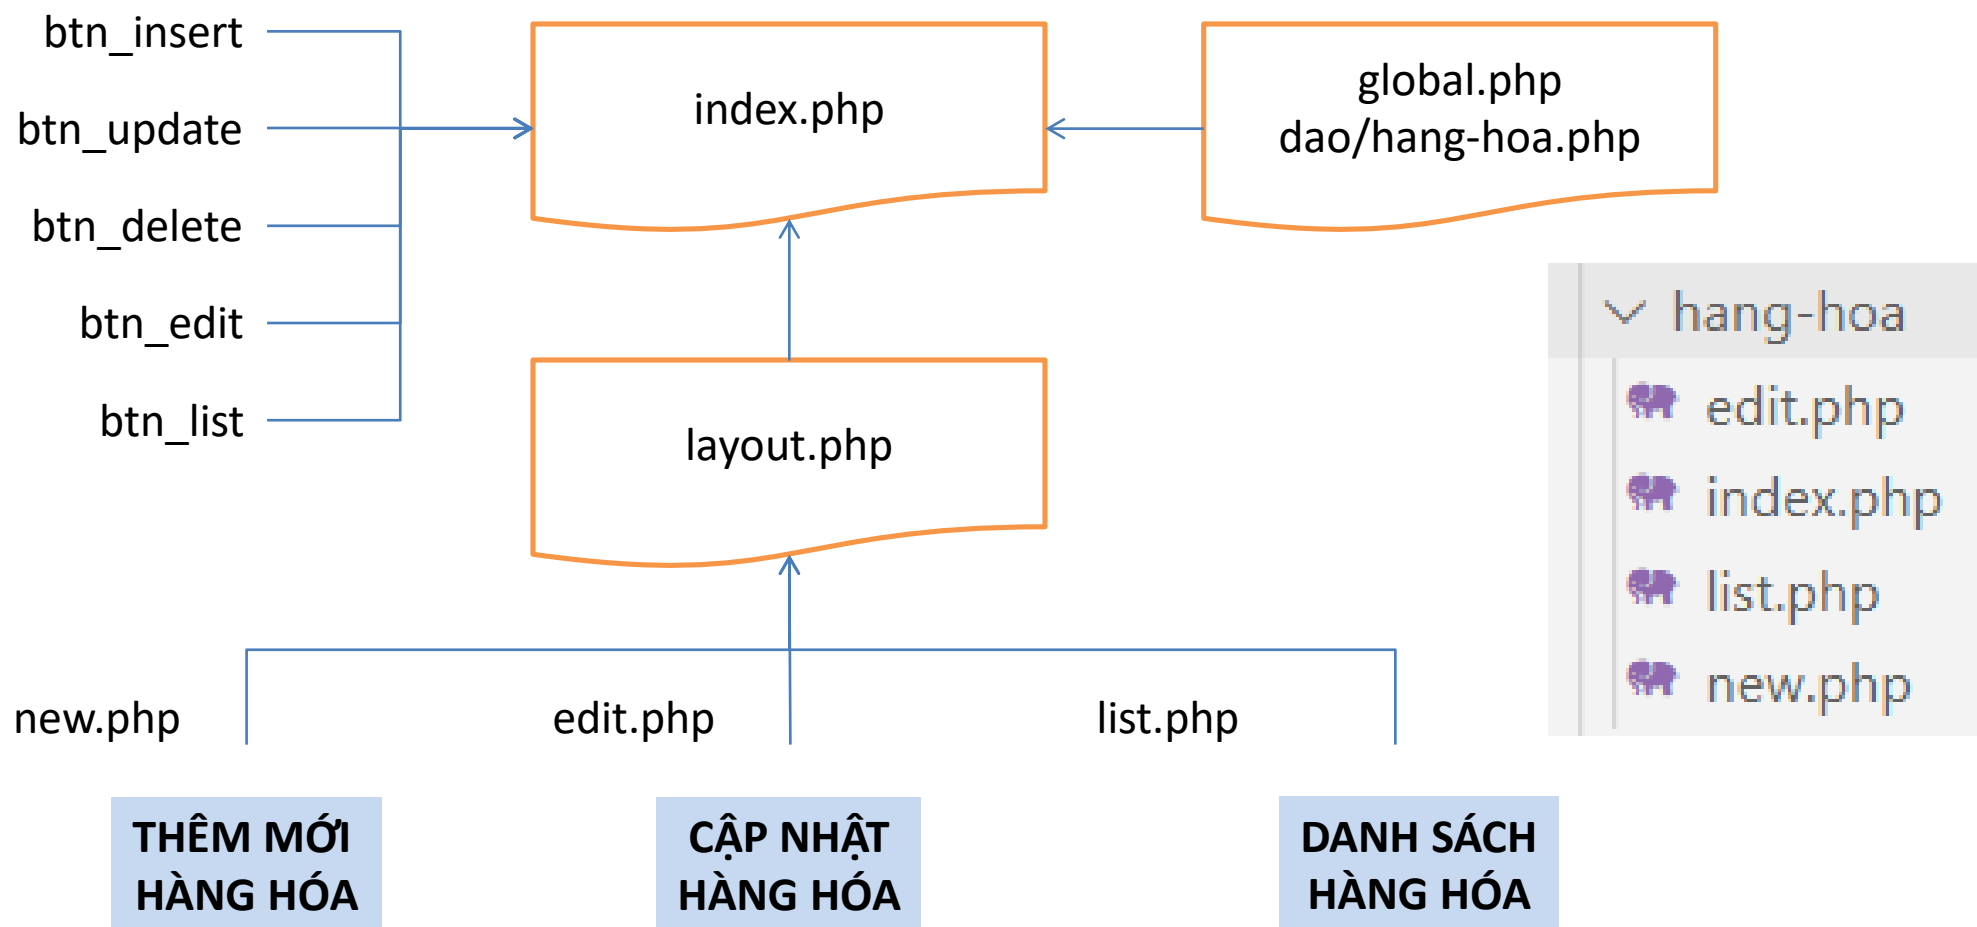 btn_insert
btn_update
btn_delete
btn_edit
btn_list
index.php
global.php
dao/hang-hoa.php
layout.php
hang-hoa
edit.php
index.php
list.php
new.php
new.php
edit.php
list.php
THÊM MỚI
HÀNG HÓA
CẬP NHẬT
HÀNG HÓA
DANH SÁCH
HÀNG HÓA